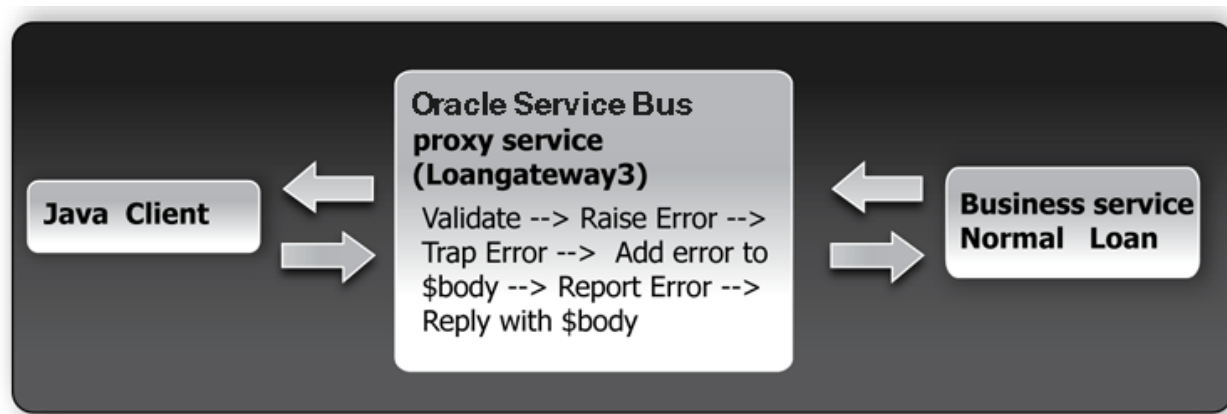 Java Client
Oracle Service Bus
proxy service
(Loangateway3)
Validate --> Raise Error -->
Trap Error --> Add error to
$body --> Report Error -->
Reply with $body
Business service
Normal Loan